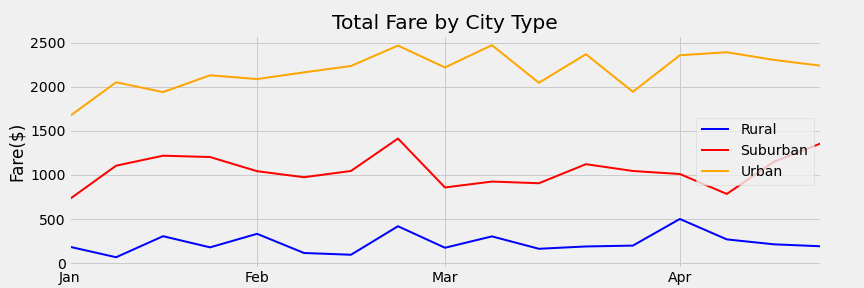 Total Fare by City Type
Fare($)
2500
2000
1500
1000
500
0
Jan Feb Mar Apr
Rural
Suburban
Urban